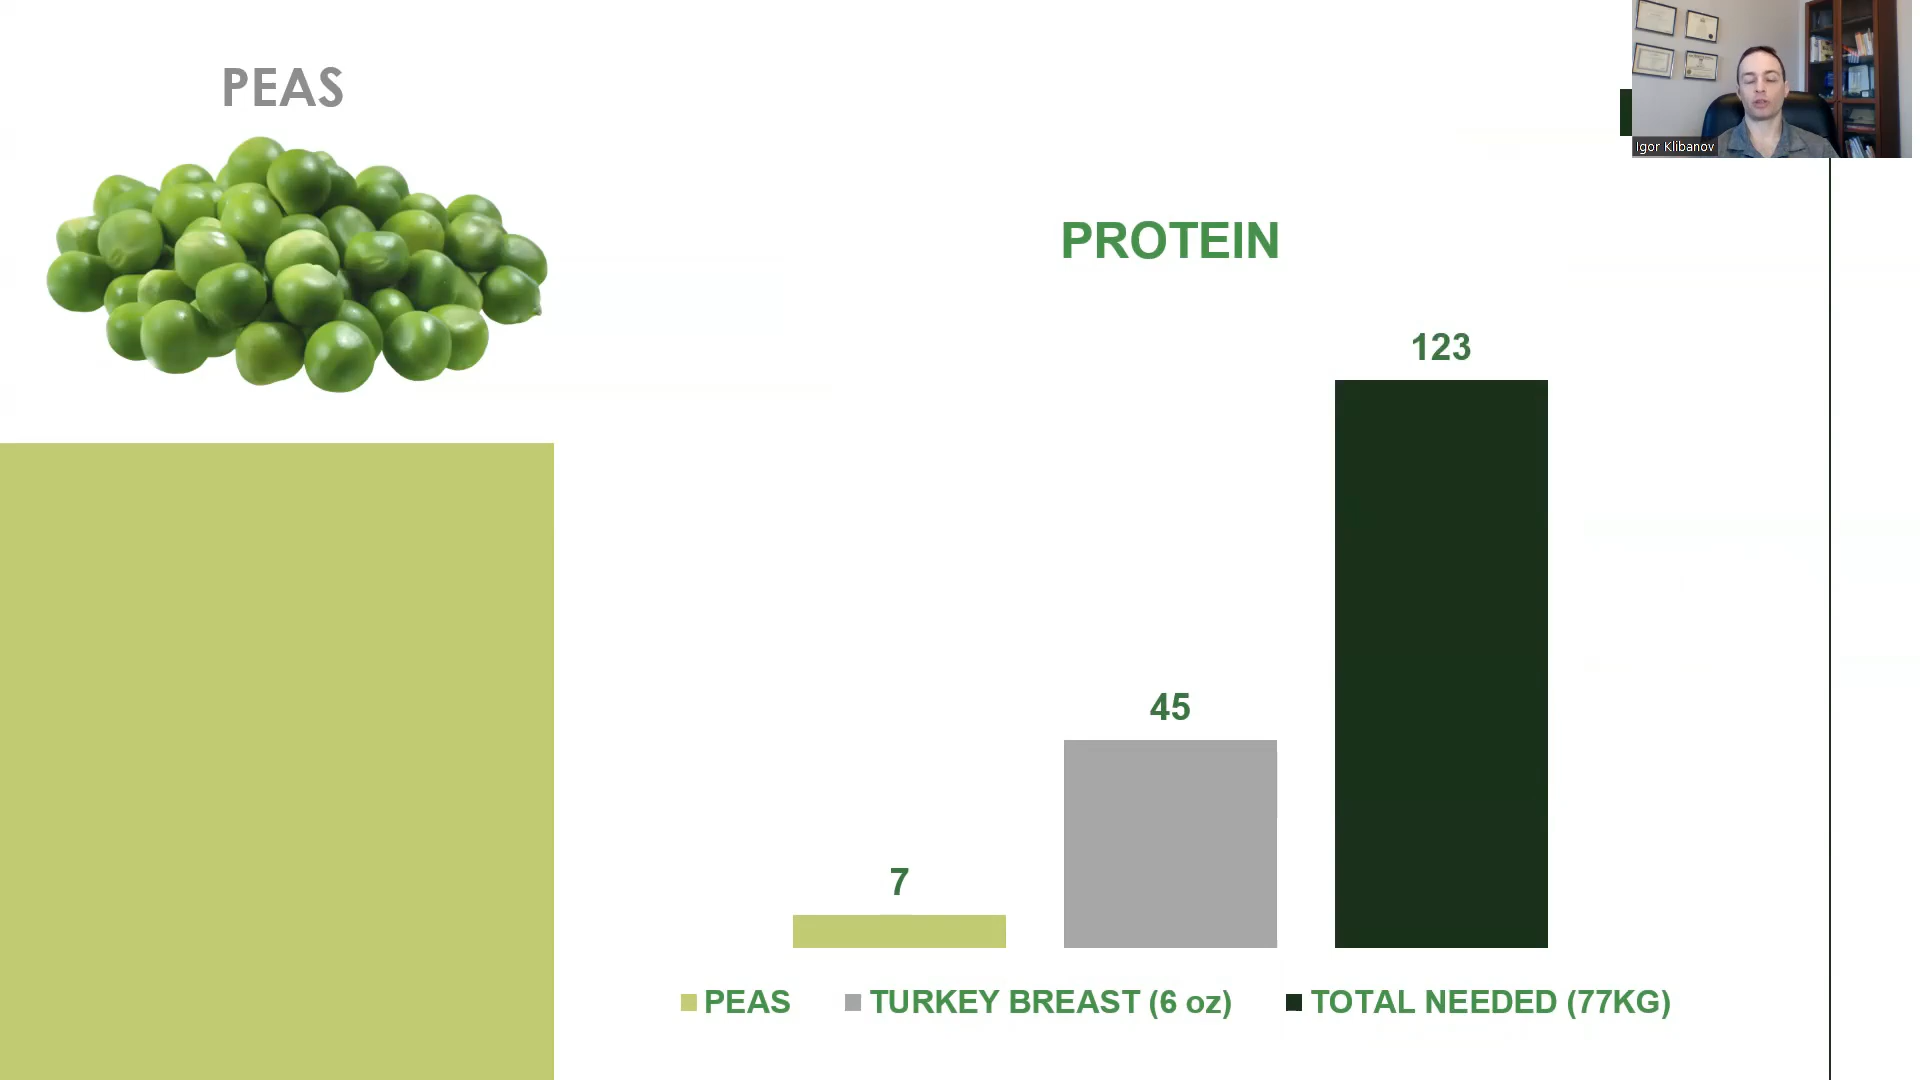 PEAS
Igor Klibanov
PROTEIN
123
45
7
PEAS
TURKEY BREAST (6 oz)
TOTAL NEEDED (77KG)